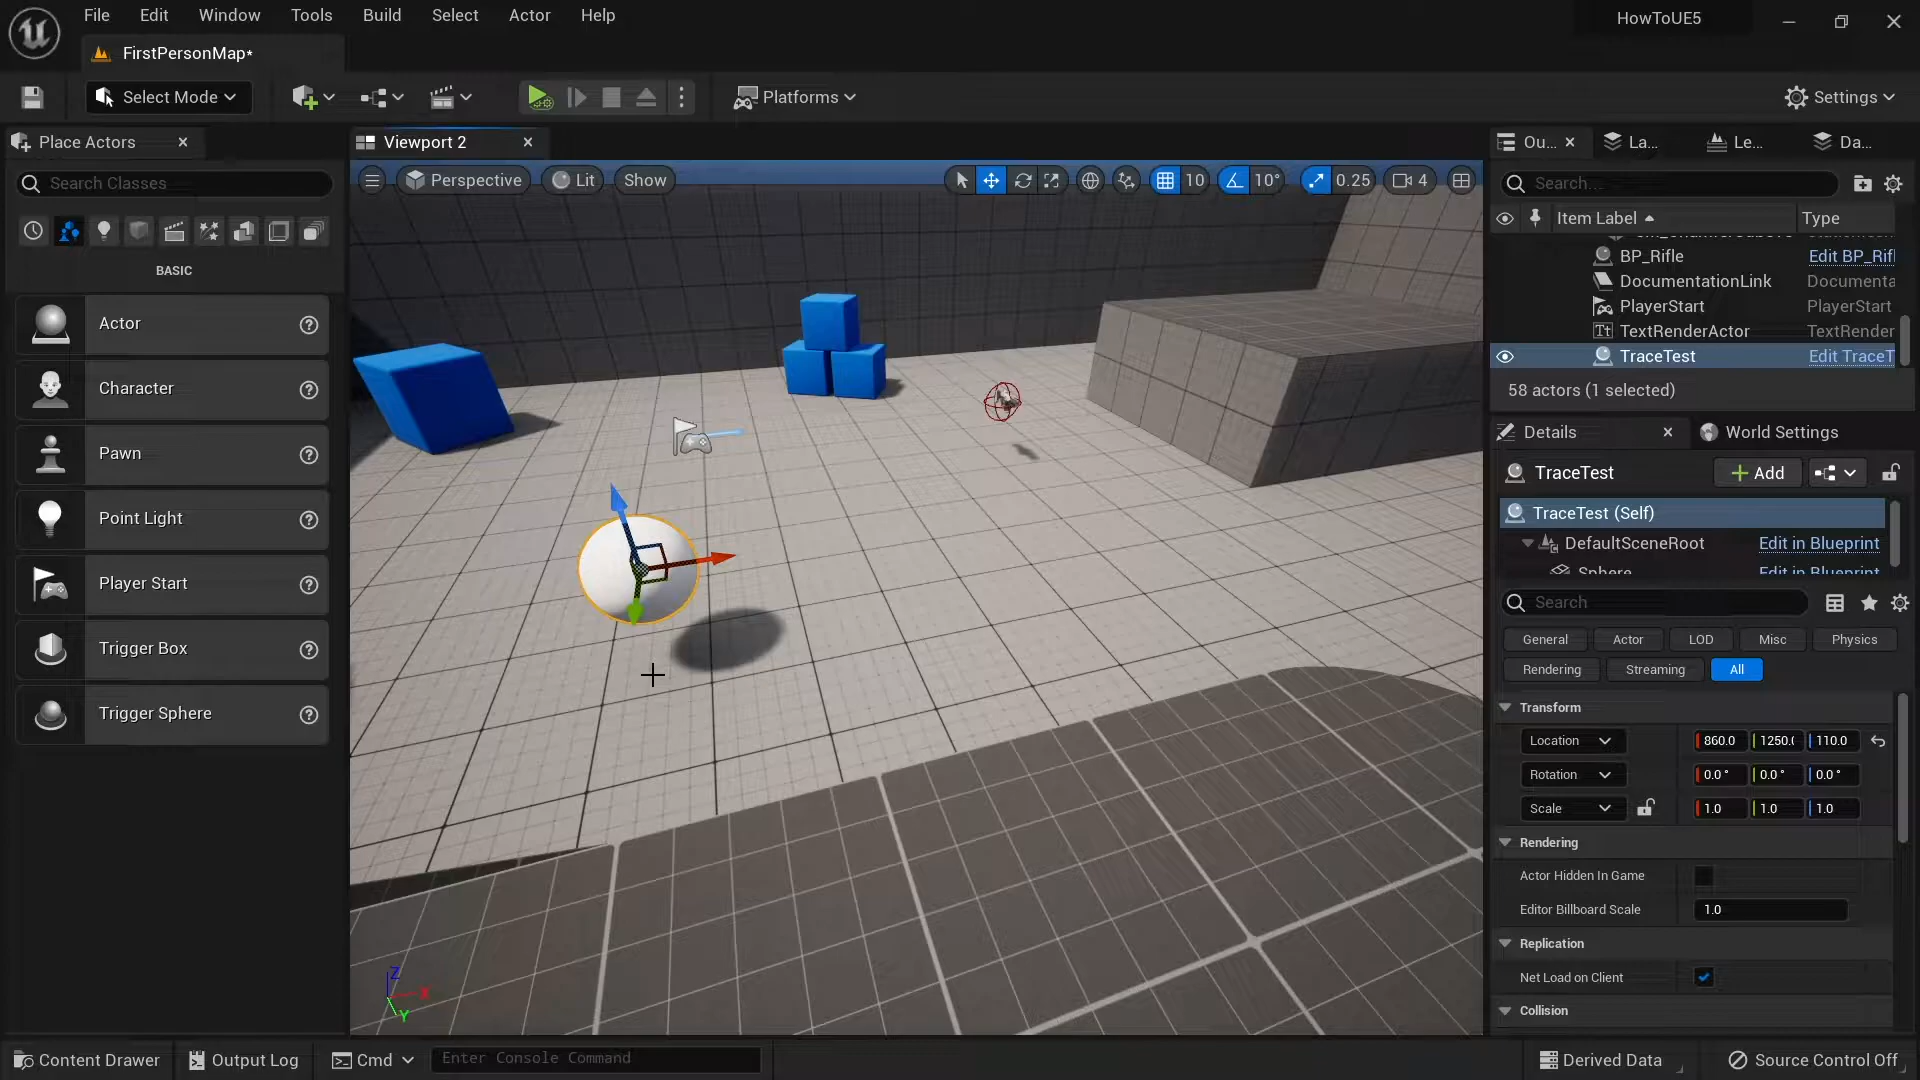 File Edit Window Tools Build Select Actor Help
HowToUE5
FirstPersonMap*
Select Mode
Platforms
Settings
Place Actors
Search Classes
BASIC
Actor
Character
Pawn
Point Light
Player Start
Trigger Box
Trigger Sphere
Viewport 2
Perspective Lit Show
10 10° 0.25 4
Z
X
Y
Ou... La... Le... Da...
Search...
Item Label Type
BP_Rifle Edit BP_Rifl
DocumentationLink Documenta
PlayerStart PlayerStart
TextRenderActor TextRender
TraceTest Edit TraceT
58 actors (1 selected)
Details World Settings
TraceTest Add
TraceTest (Self)
DefaultSceneRoot Edit in Blueprint
Sphere Edit in Blueprint
Search
General Actor LOD Misc Physics
Rendering Streaming All
Transform
Location 860.0 1250.( 110.0
Rotation 0.0 ° 0.0 ° 0.0 °
Scale 1.0 1.0 1.0
Rendering
Actor Hidden In Game
Editor Billboard Scale 1.0
Replication
Net Load on Client
Collision
Content Drawer Output Log Cmd Enter Console Command Derived Data Source Control Off